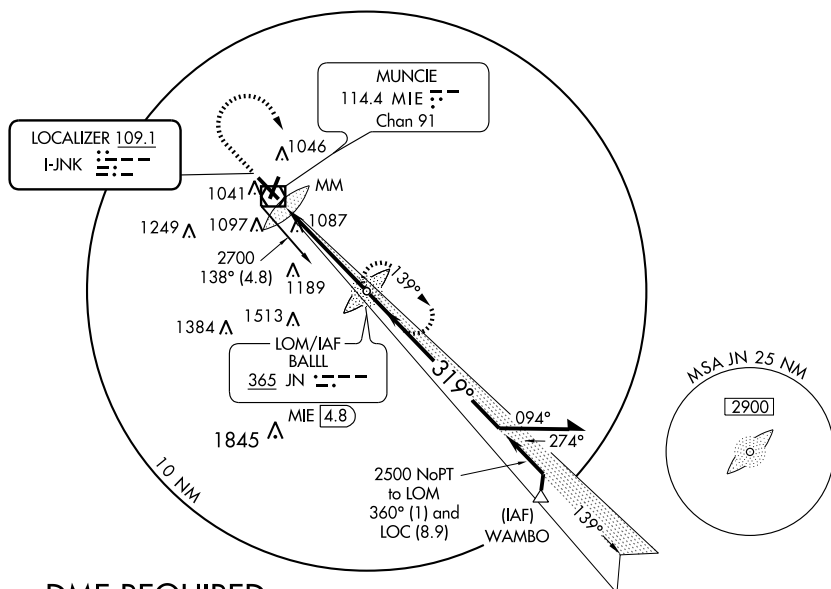 MUNCIE
114.4 MIE
Chan 91
LOCALIZER 109.1
I-JNK
1046
1041
MM
1249
1097
1087
2700
138° (4.8)
1189
139°
1513
1384
LOM/IAF
BALLL
365 JN
MIE 4.8
319°
094°
274°
1845
10 NM
2500 NoPT
to LOM
360° (1) and
LOC (8.9)
(IAF)
WAMBO
139°
MSA JN 25 NM
2900
DME REQUIRED